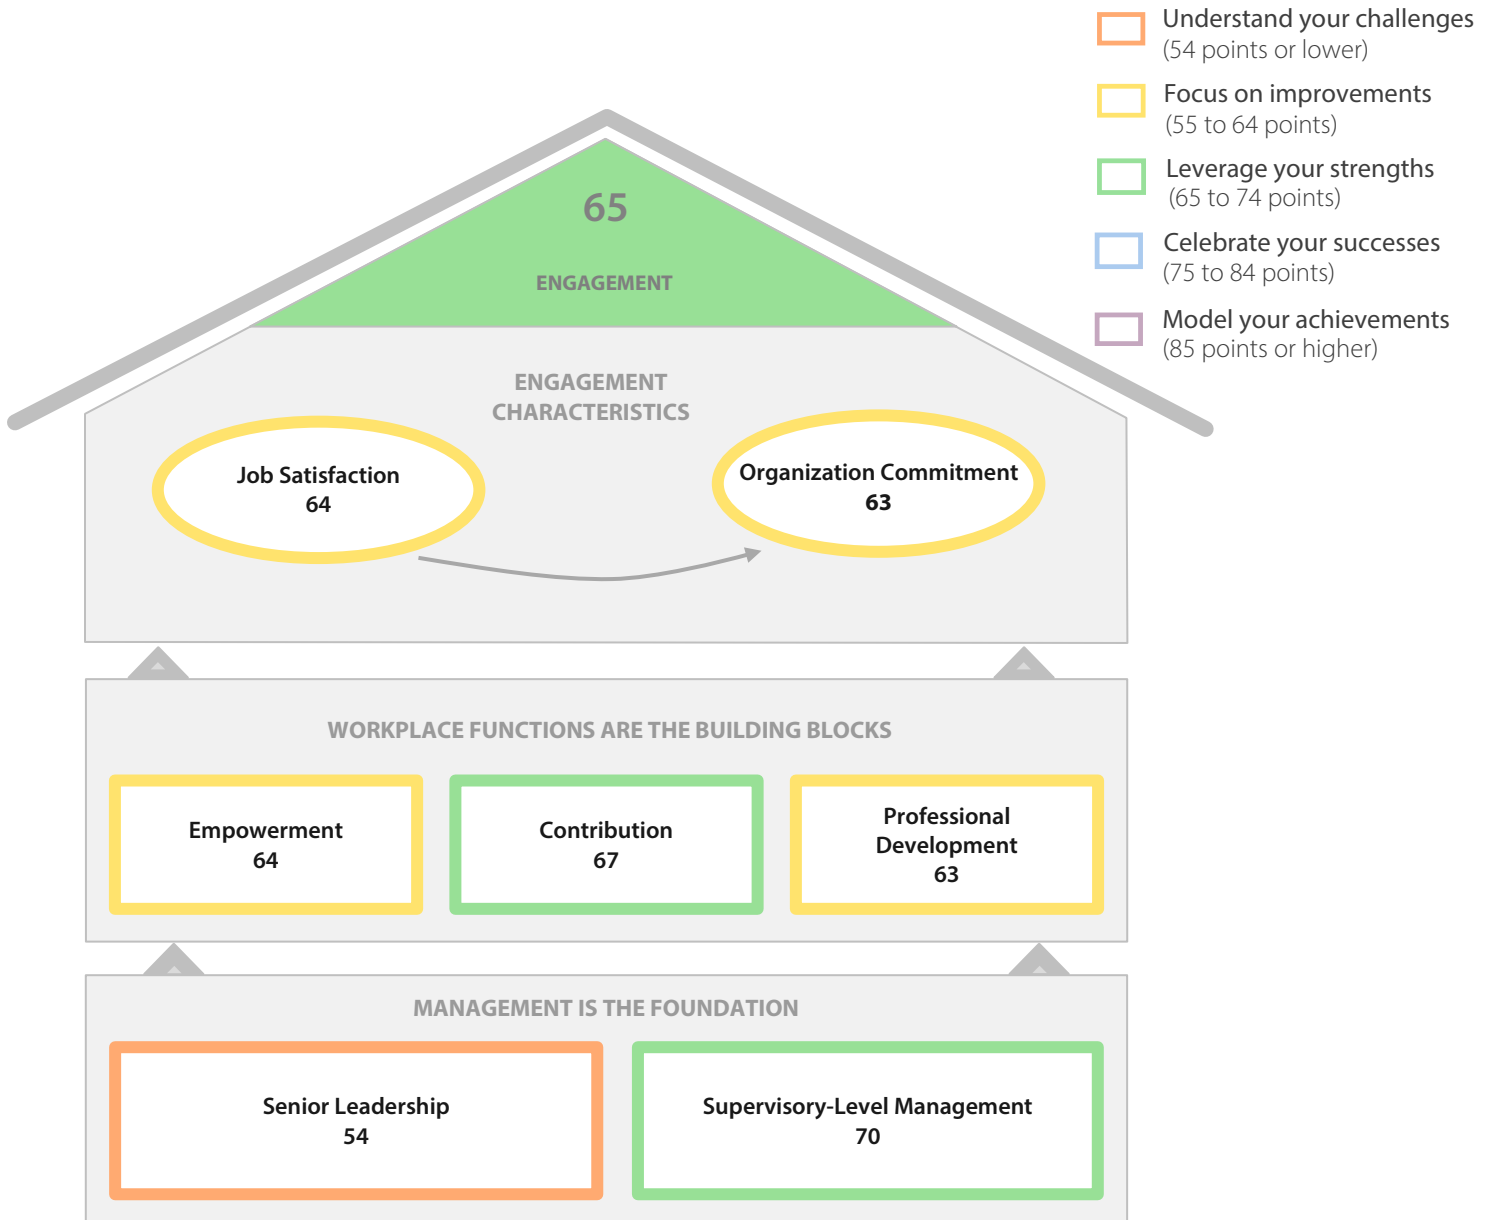 Understand your challenges
(54 points or lower)
Focus on improvements
(55 to 64 points)
Leverage your strengths
(65 to 74 points)
Celebrate your successes
(75 to 84 points)
Model your achievements
(85 points or higher)
65
ENGAGEMENT
ENGAGEMENT
CHARACTERISTICS
Job Satisfaction
64
Organization Commitment
63
WORKPLACE FUNCTIONS ARE THE BUILDING BLOCKS
Empowerment
64
Contribution
67
Professional
Development
63
MANAGEMENT IS THE FOUNDATION
Senior Leadership
54
Supervisory-Level Management
70